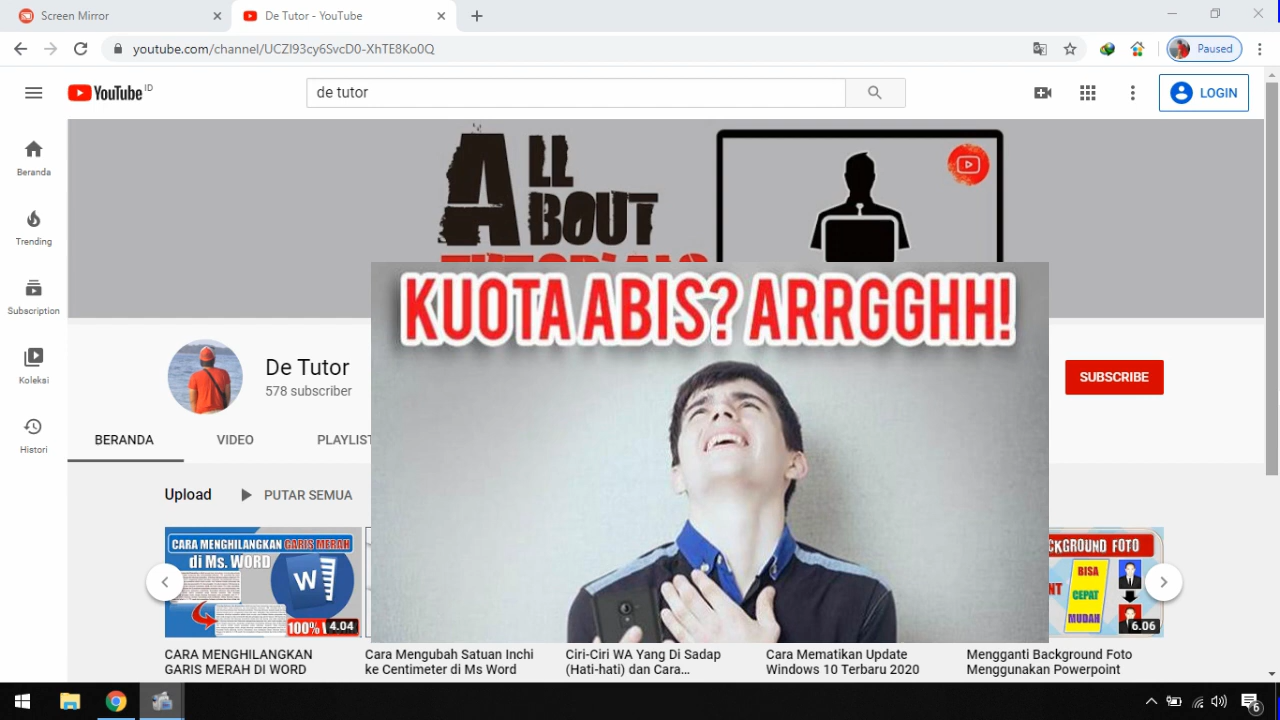 Screen Mirror
De Tutor - YouTube
youtube.com/channel/UCZI93cy6SvcD0-XhTE8Ko0Q
Paused
YouTube ID
de tutor
LOGIN
Beranda
Trending
Subscription
Koleksi
Histori
ALL
ABOUT
TUTORIALS
KUOTA ABIS? ARRGGHH!
De Tutor
578 subscriber
SUBSCRIBE
BERANDA
VIDEO
PLAYLIST
Upload
PUTAR SEMUA
CARA MENGHILANGKAN GARIS MERAH
di Ms. WORD
W
100%
4.04
CKGROUND FOTO
BISA
CEPAT
MUDAH
6.06
CARA MENGHILANGKAN
GARIS MERAH DI WORD
Cara Mengubah Satuan Inchi
ke Centimeter di Ms Word
Ciri-Ciri WA Yang Di Sadap
(Hati-hati) dan Cara...
Cara Mematikan Update
Windows 10 Terbaru 2020
Mengganti Background Foto
Menggunakan Powerpoint
6